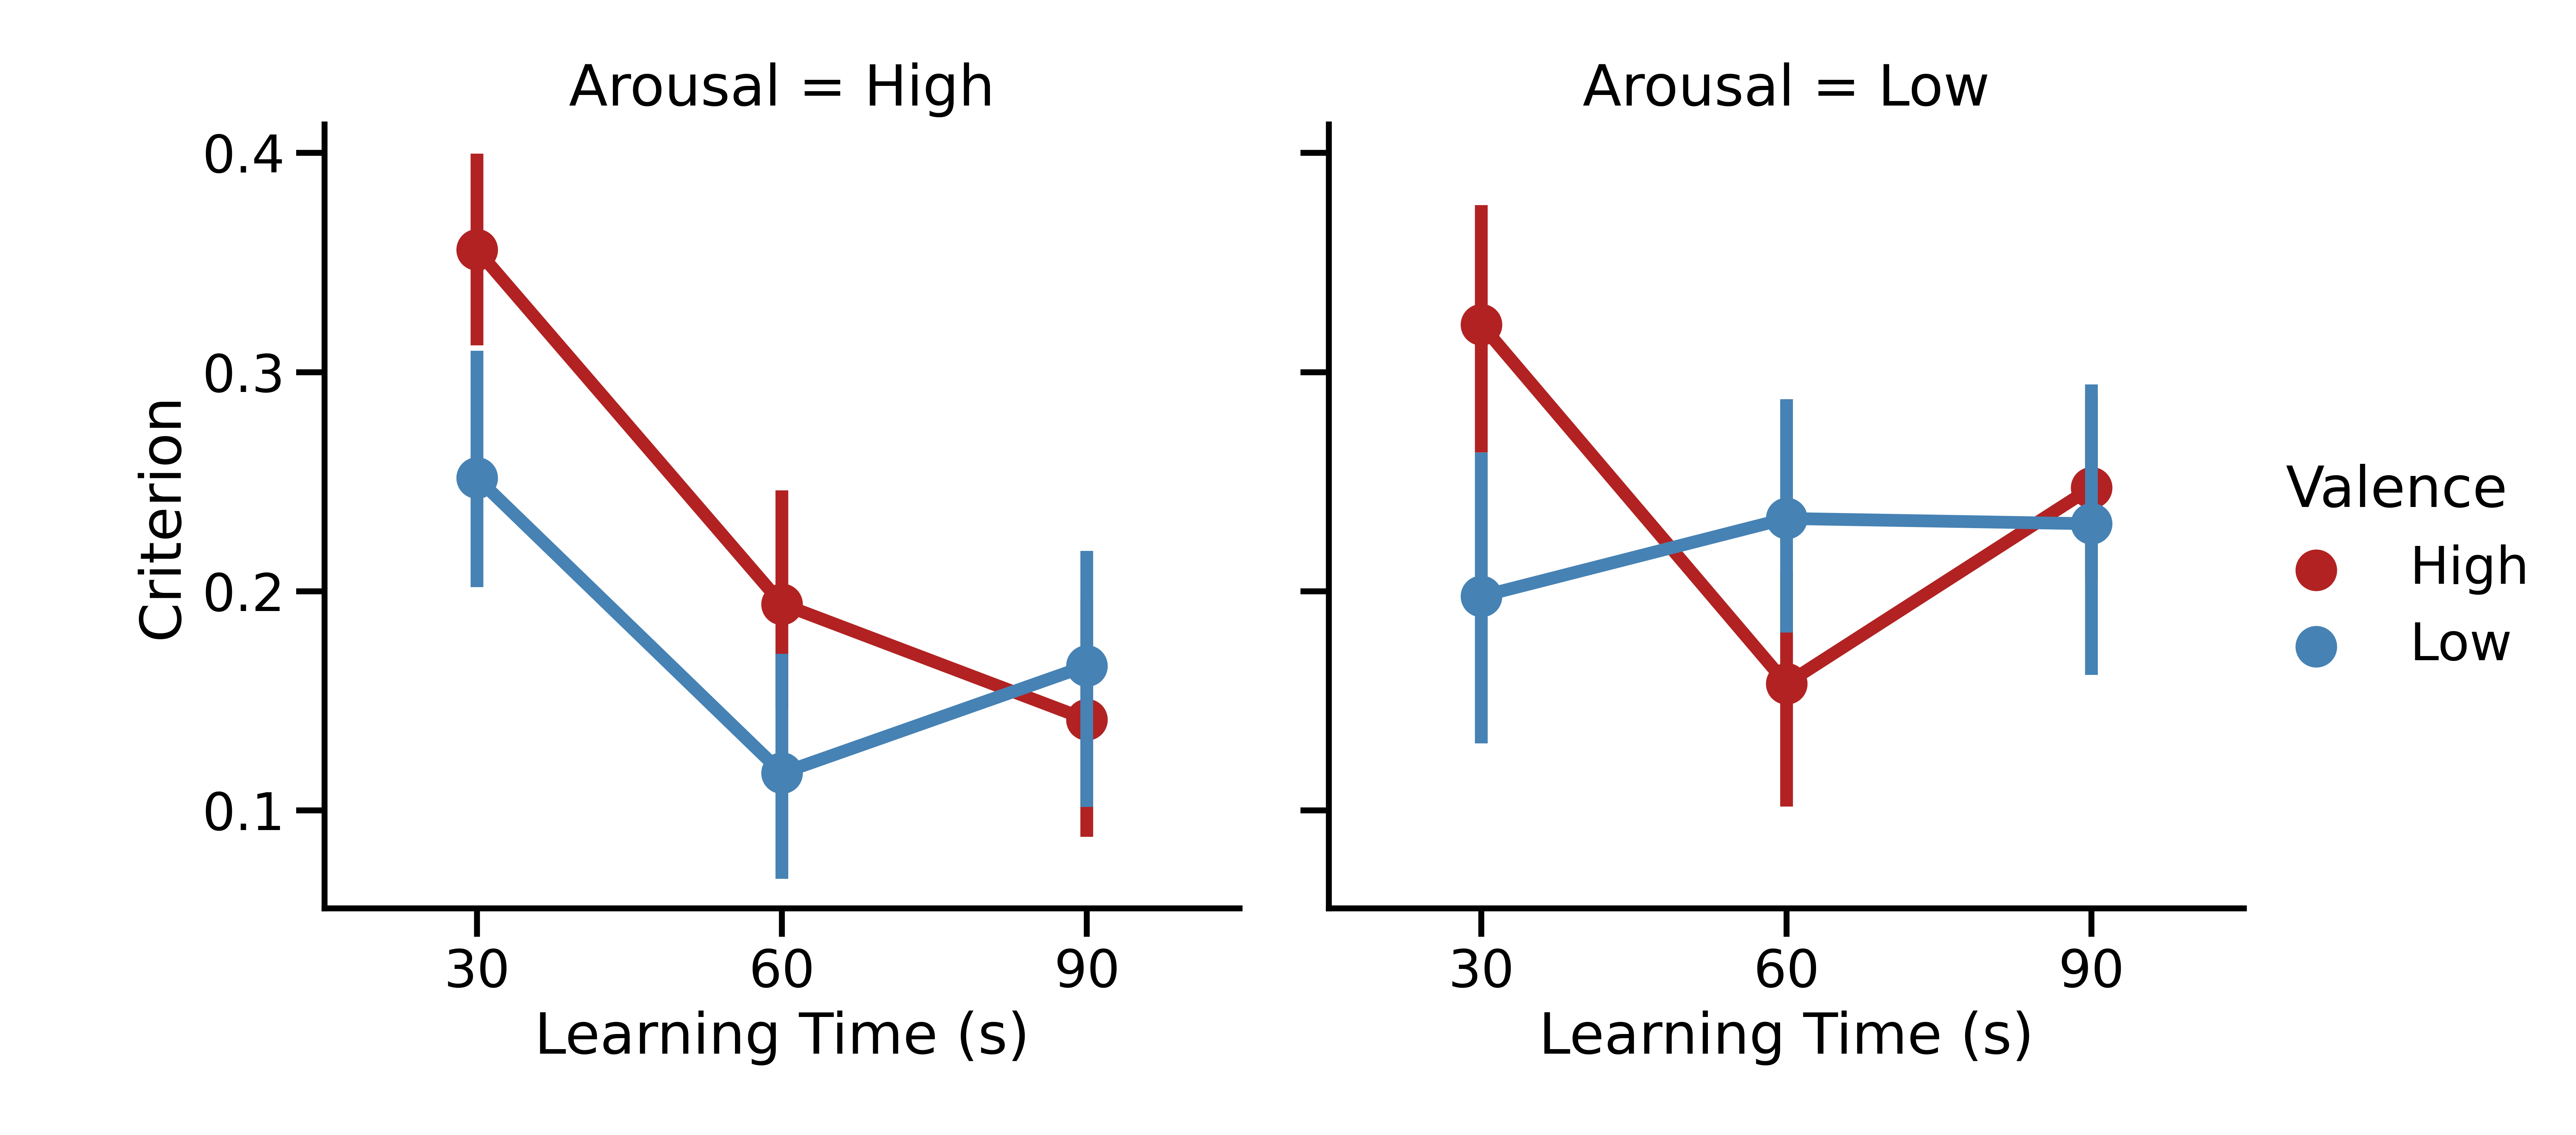 Arousal = High
Arousal = Low
0.4
0.3
0.2
0.1
Criterion
30 60 90
30 60 90
Learning Time (s)
Learning Time (s)
Valence
High
Low